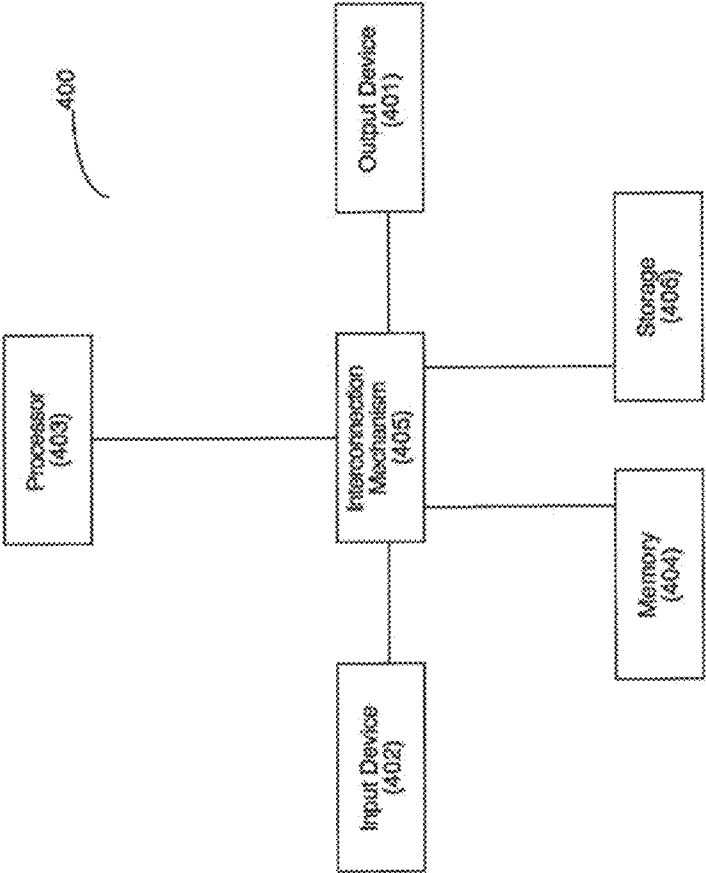 400
Processor
(403)
Output Device
(401)
Interconnection
Mechanism
(405)
Input Device
(402)
Storage
(406)
Memory
(404)